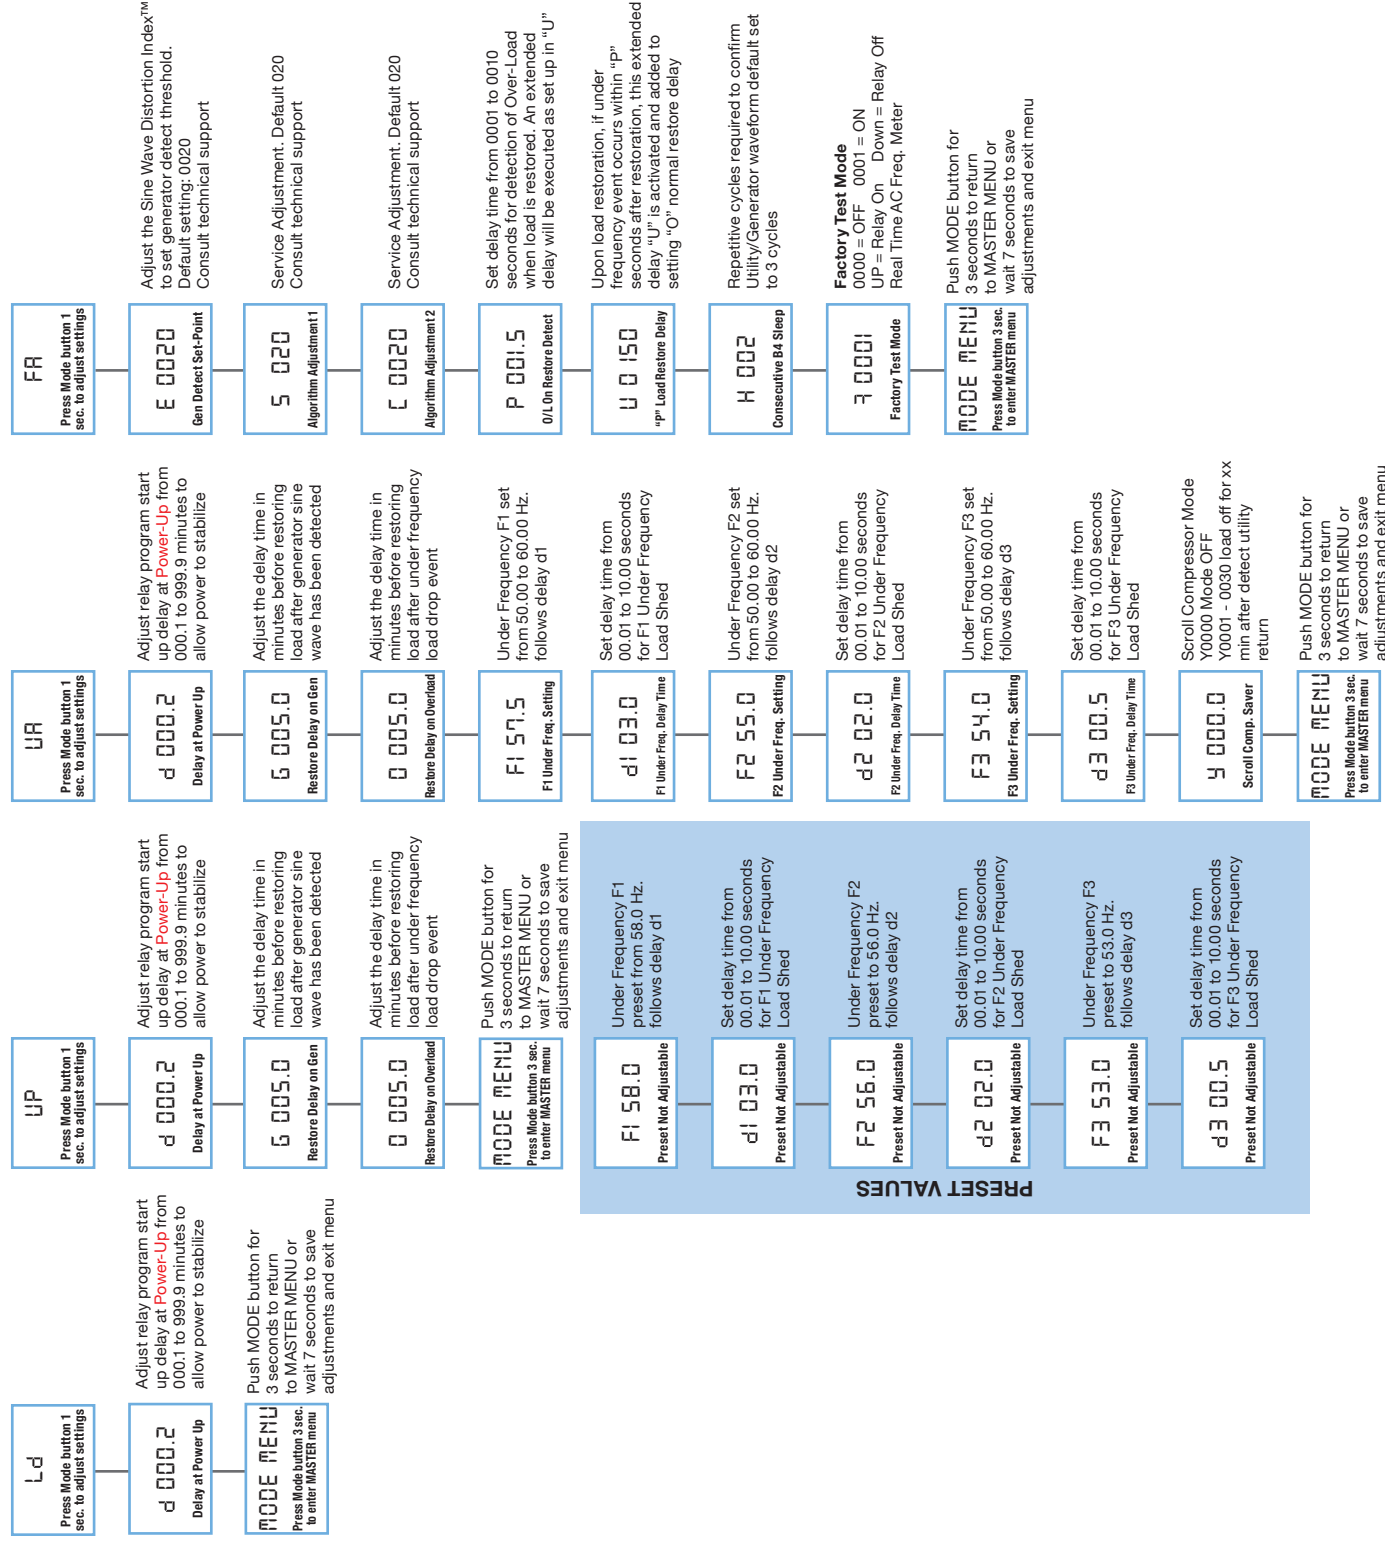 Ld
Press Mode button 1
sec. to adjust settings
d 000.2
Delay at Power Up
Adjust relay program start
up delay at Power-Up from
000.1 to 999.9 minutes to
allow power to stabilize
MODE MENU
Press Mode button 3 sec.
to enter MASTER menu
Push MODE button for
3 seconds to return
to MASTER MENU or
wait 7 seconds to save
adjustments and exit menu
UP
Press Mode button 1
sec. to adjust settings
d 000.2
Delay at Power Up
Adjust relay program start
up delay at Power-Up from
000.1 to 999.9 minutes to
allow power to stabilize
G 005.0
Restore Delay on Gen
Adjust the delay time in
minutes before restoring
load after generator sine
wave has been detected
O 005.0
Restore Delay on Overload
Adjust the delay time in
minutes before restoring
load after under frequency
load drop event
MODE MENU
Press Mode button 3 sec.
to enter MASTER menu
Push MODE button for
3 seconds to return
to MASTER MENU or
wait 7 seconds to save
adjustments and exit menu
PRESET VALUES
F1 58.0
Preset Not Adjustable
Under Frequency F1
preset from 58.0 Hz.
follows delay d1
d1 03.0
Preset Not Adjustable
Set delay time from
00.01 to 10.00 seconds
for F1 Under Frequency
Load Shed
F2 56.0
Preset Not Adjustable
Under Frequency F2
preset to 56.0 Hz.
follows delay d2
d2 02.0
Preset Not Adjustable
Set delay time from
00.01 to 10.00 seconds
for F2 Under Frequency
Load Shed
F3 53.0
Preset Not Adjustable
Under Frequency F3
preset to 53.0 Hz.
follows delay d3
d3 00.5
Preset Not Adjustable
Set delay time from
00.01 to 10.00 seconds
for F3 Under Frequency
Load Shed
UA
Press Mode button 1
sec. to adjust settings
d 000.2
Delay at Power Up
Adjust relay program start
up delay at Power-Up from
000.1 to 999.9 minutes to
allow power to stabilize
G 005.0
Restore Delay on Gen
Adjust the delay time in
minutes before restoring
load after generator sine
wave has been detected
O 005.0
Restore Delay on Overload
Adjust the delay time in
minutes before restoring
load after under frequency
load drop event
F1 57.5
F1 Under Freq. Setting
Under Frequency F1 set
from 50.00 to 60.00 Hz.
follows delay d1
d1 03.0
F1 Under Freq. Delay Time
Set delay time from
00.01 to 10.00 seconds
for F1 Under Frequency
Load Shed
F2 55.0
F2 Under Freq. Setting
Under Frequency F2 set
from 50.00 to 60.00 Hz.
follows delay d2
d2 02.0
F2 Under Freq. Delay Time
Set delay time from
00.01 to 10.00 seconds
for F2 Under Frequency
Load Shed
F3 54.0
F3 Under Freq. Setting
Under Frequency F3 set
from 50.00 to 60.00 Hz.
follows delay d3
d3 00.5
F3 Under Freq. Delay Time
Set delay time from
00.01 to 10.00 seconds
for F3 Under Frequency
Load Shed
y 000.0
Scroll Comp. Saver
Scroll Compressor Mode
Y0000 Mode OFF
Y0001 - 0030 load off for xx
min after detect utility
return
MODE MENU
Press Mode button 3 sec.
to enter MASTER menu
Push MODE button for
3 seconds to return
to MASTER MENU or
wait 7 seconds to save
adjustments and exit menu
FA
Press Mode button 1
sec. to adjust settings
E 0020
Gen Detect Set-Point
Adjust the Sine Wave Distortion Index™
to set generator detect threshold.
Default setting: 0020
Consult technical support
S 020
Algorithm Adjustment 1
Service Adjustment. Default 020
Consult technical support
C 0020
Algorithm Adjustment 2
Service Adjustment. Default 020
Consult technical support
P 001.5
O/L On Restore Detect
Set delay time from 0001 to 0010
seconds for detection of Over-Load
when load is restored. An extended
delay will be executed as set up in “U”
U 0 150
“P” Load Restore Delay
Upon load restoration, if under
frequency event occurs within “P”
seconds after restoration, this extended
delay “U” is activated and added to
setting “O” normal restore delay
H 002
Consecutive B4 Sleep
Repetitive cycles required to confirm
Utility/Generator waveform default set
to 3 cycles
7 0001
Factory Test Mode
Factory Test Mode
0000 = OFF 0001 = ON
UP = Relay On Down = Relay Off
Real Time AC Freq. Meter
MODE MENU
Press Mode button 3 sec.
to enter MASTER menu
Push MODE button for
3 seconds to return
to MASTER MENU or
wait 7 seconds to save
adjustments and exit menu